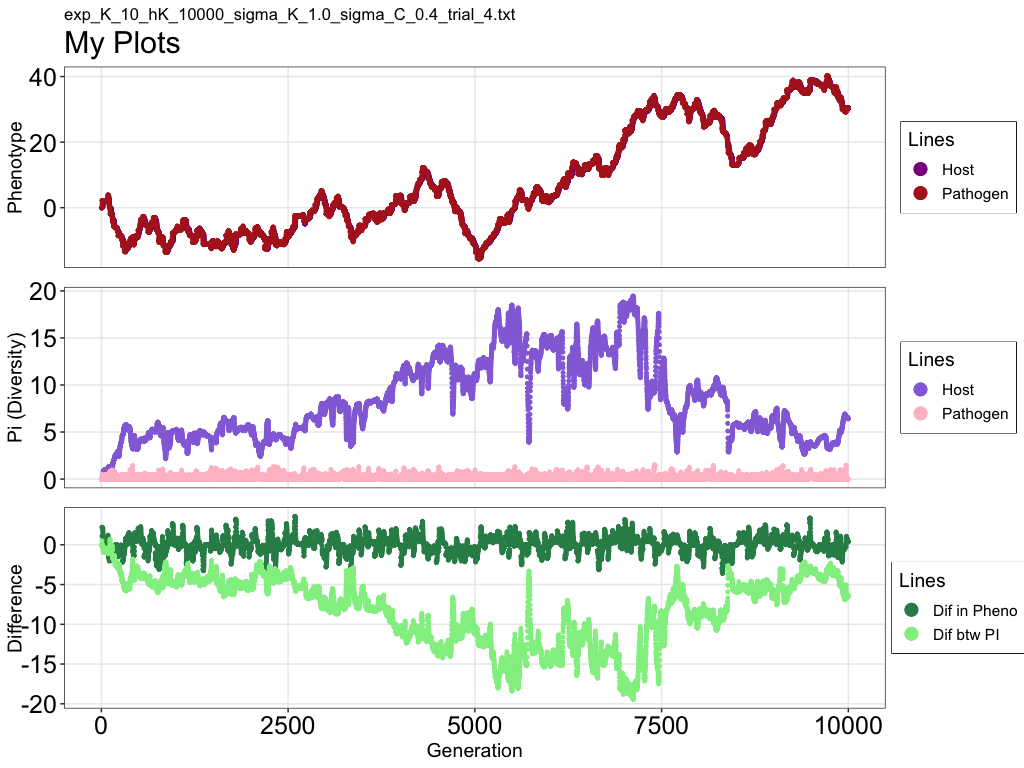 exp_K_10_hK_10000_sigma_K_1.0_sigma_C_0.4_trial_4.txt
My Plots
Phenotype
40
20
0
Lines
Host
Pathogen
Pi (Diversity)
20
15
10
5
0
Lines
Host
Pathogen
Difference
0
-5
-10
-15
-20
Lines
Dif in Pheno
Dif btw PI
0 2500 5000 7500 10000
Generation